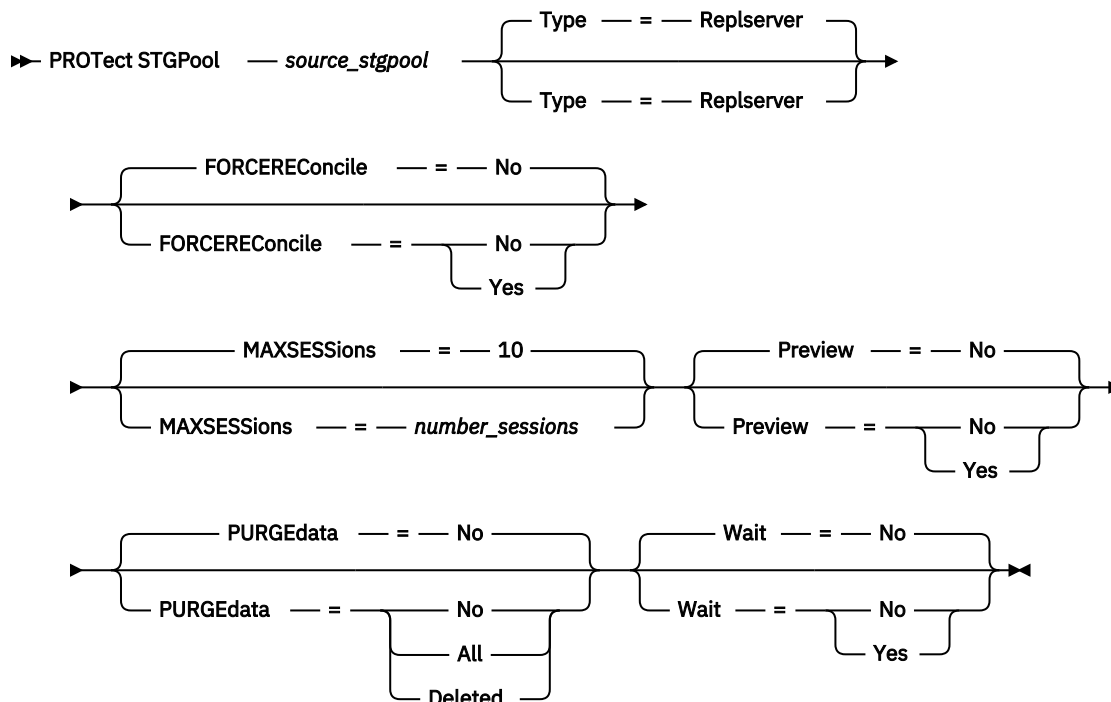 Type = Replserver
PROTect STGPool source_stgpool
Type = Replserver
FORCEREConcile = No
FORCEREConcile = No
Yes
MAXSESSions = 10 Preview = No
MAXSESSions = number_sessions Preview = No
Yes
PURGEdata = No Wait = No
PURGEdata = No Wait = No
All Yes
Deleted